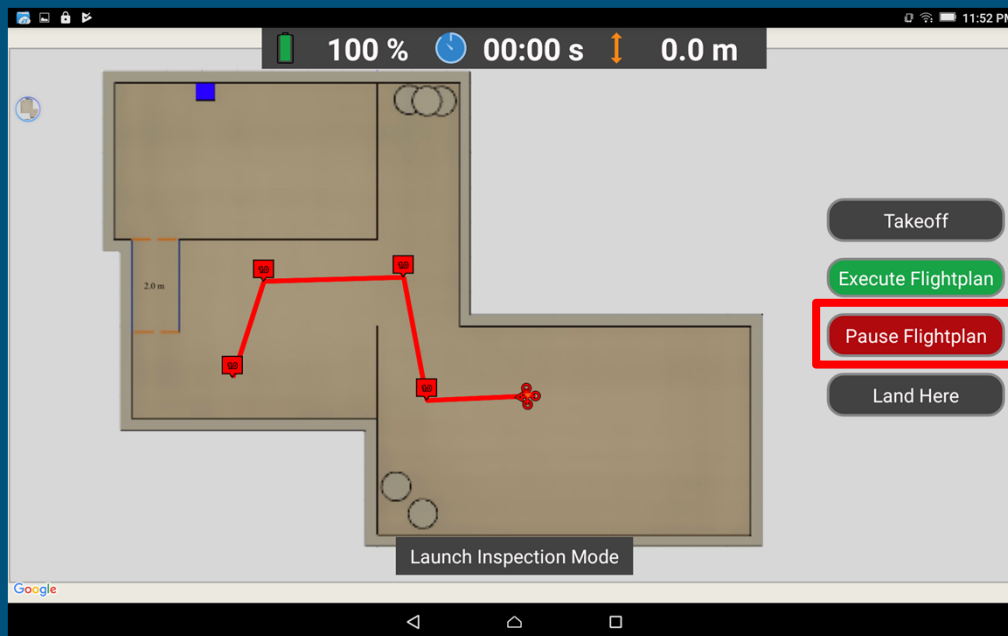 11:52 PM
100 %
00:00 s
0.0 m
Takeoff
Execute Flightplan
2.0 m
Pause Flightplan
Land Here
Launch Inspection Mode
Google